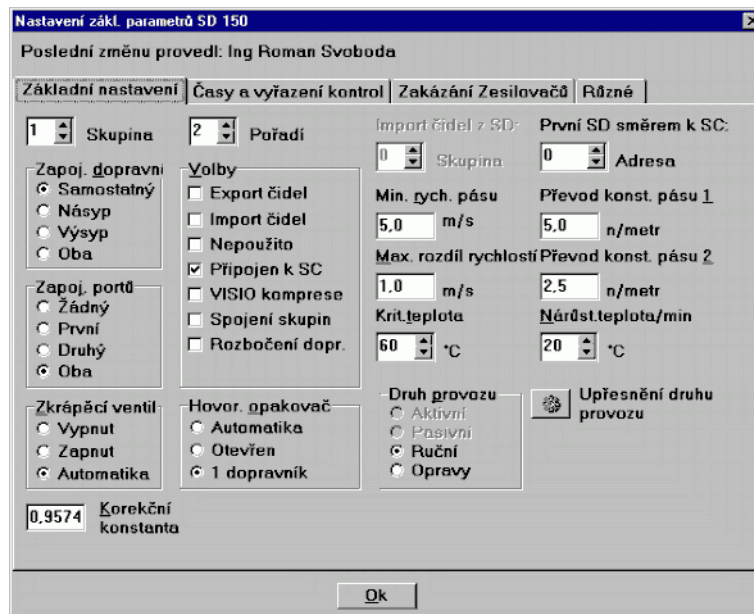 Nastavení zákl. parametrů SD 150
Poslední změnu provedl: Ing Roman Svoboda
Základní nastavení Časy a vyřazení kontrol Zakázání Zesilovačů Různé
1 Skupina 2 Pořadí
Import čidel z SD:
0 Skupina
První SD směrem k SC:
0 Adresa
Zapoj. dopravní
Samostatný
Násyp
Výsyp
Oba
Volby
Export čidel
Import čidel
Nepoužito
Připojen k SC
VISIO komprese
Spojení skupin
Rozbočení dopr.
Min. rych. pásu
5,0 m/s
Převod konst. pásu 1
5,0 n/metr
Max. rozdíl rychlostí
1,0 m/s
Převod konst. pásu 2
2,5 n/metr
Krit.teplota
60 °C
Nárůst.teplota/min
20 °C
Zapoj. portů
Žádný
První
Druhý
Oba
Zkrápěcí ventil
Vypnut
Zapnut
Automatika
Hovor. opakovač
Automatika
Otevřen
1 dopravník
Druh provozu
Aktivní
Pasivní
Ruční
Opravy
Upřesnění druhu
provozu
0,9574 Korekční
konstanta
Ok